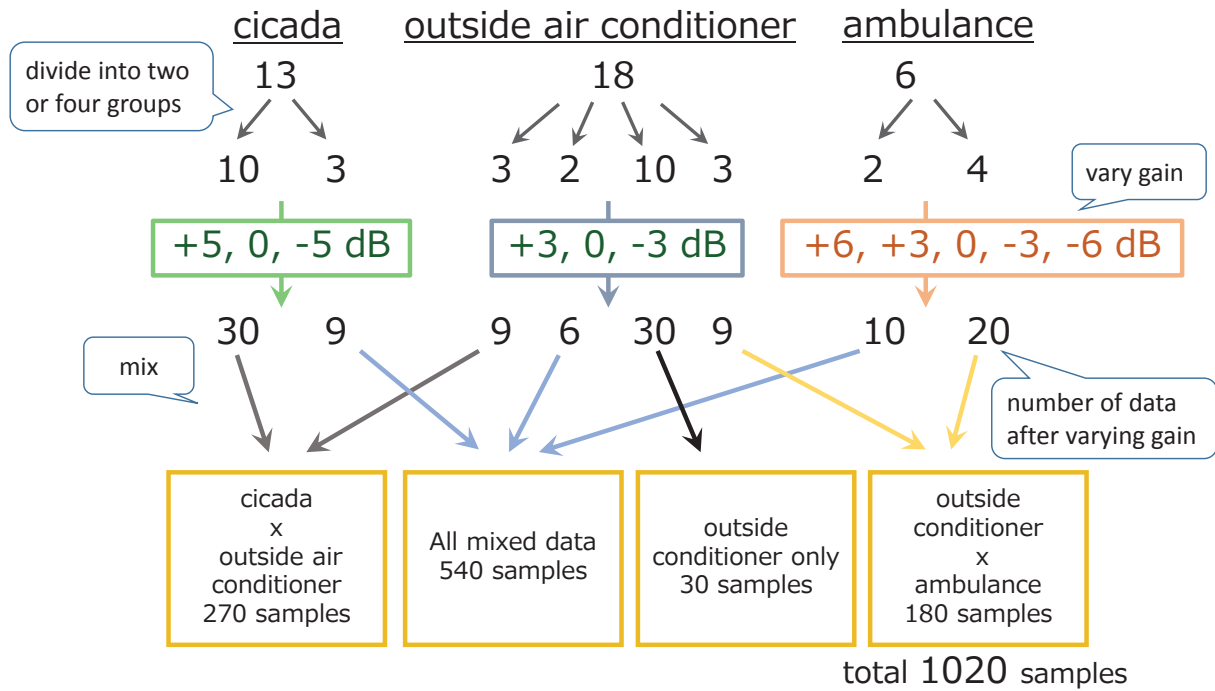 cicada
outside air conditioner
ambulance
divide into two
or four groups
13
18
6
10
3
3
2
10
3
2
4
vary gain
+5, 0, -5 dB
+3, 0, -3 dB
+6, +3, 0, -3, -6 dB
30
9
9
6
30
9
10
20
mix
number of data
after varying gain
cicada
x
outside air
conditioner
270 samples
All mixed data
540 samples
outside
conditioner only
30 samples
outside
conditioner
x
ambulance
180 samples
total 1020 samples